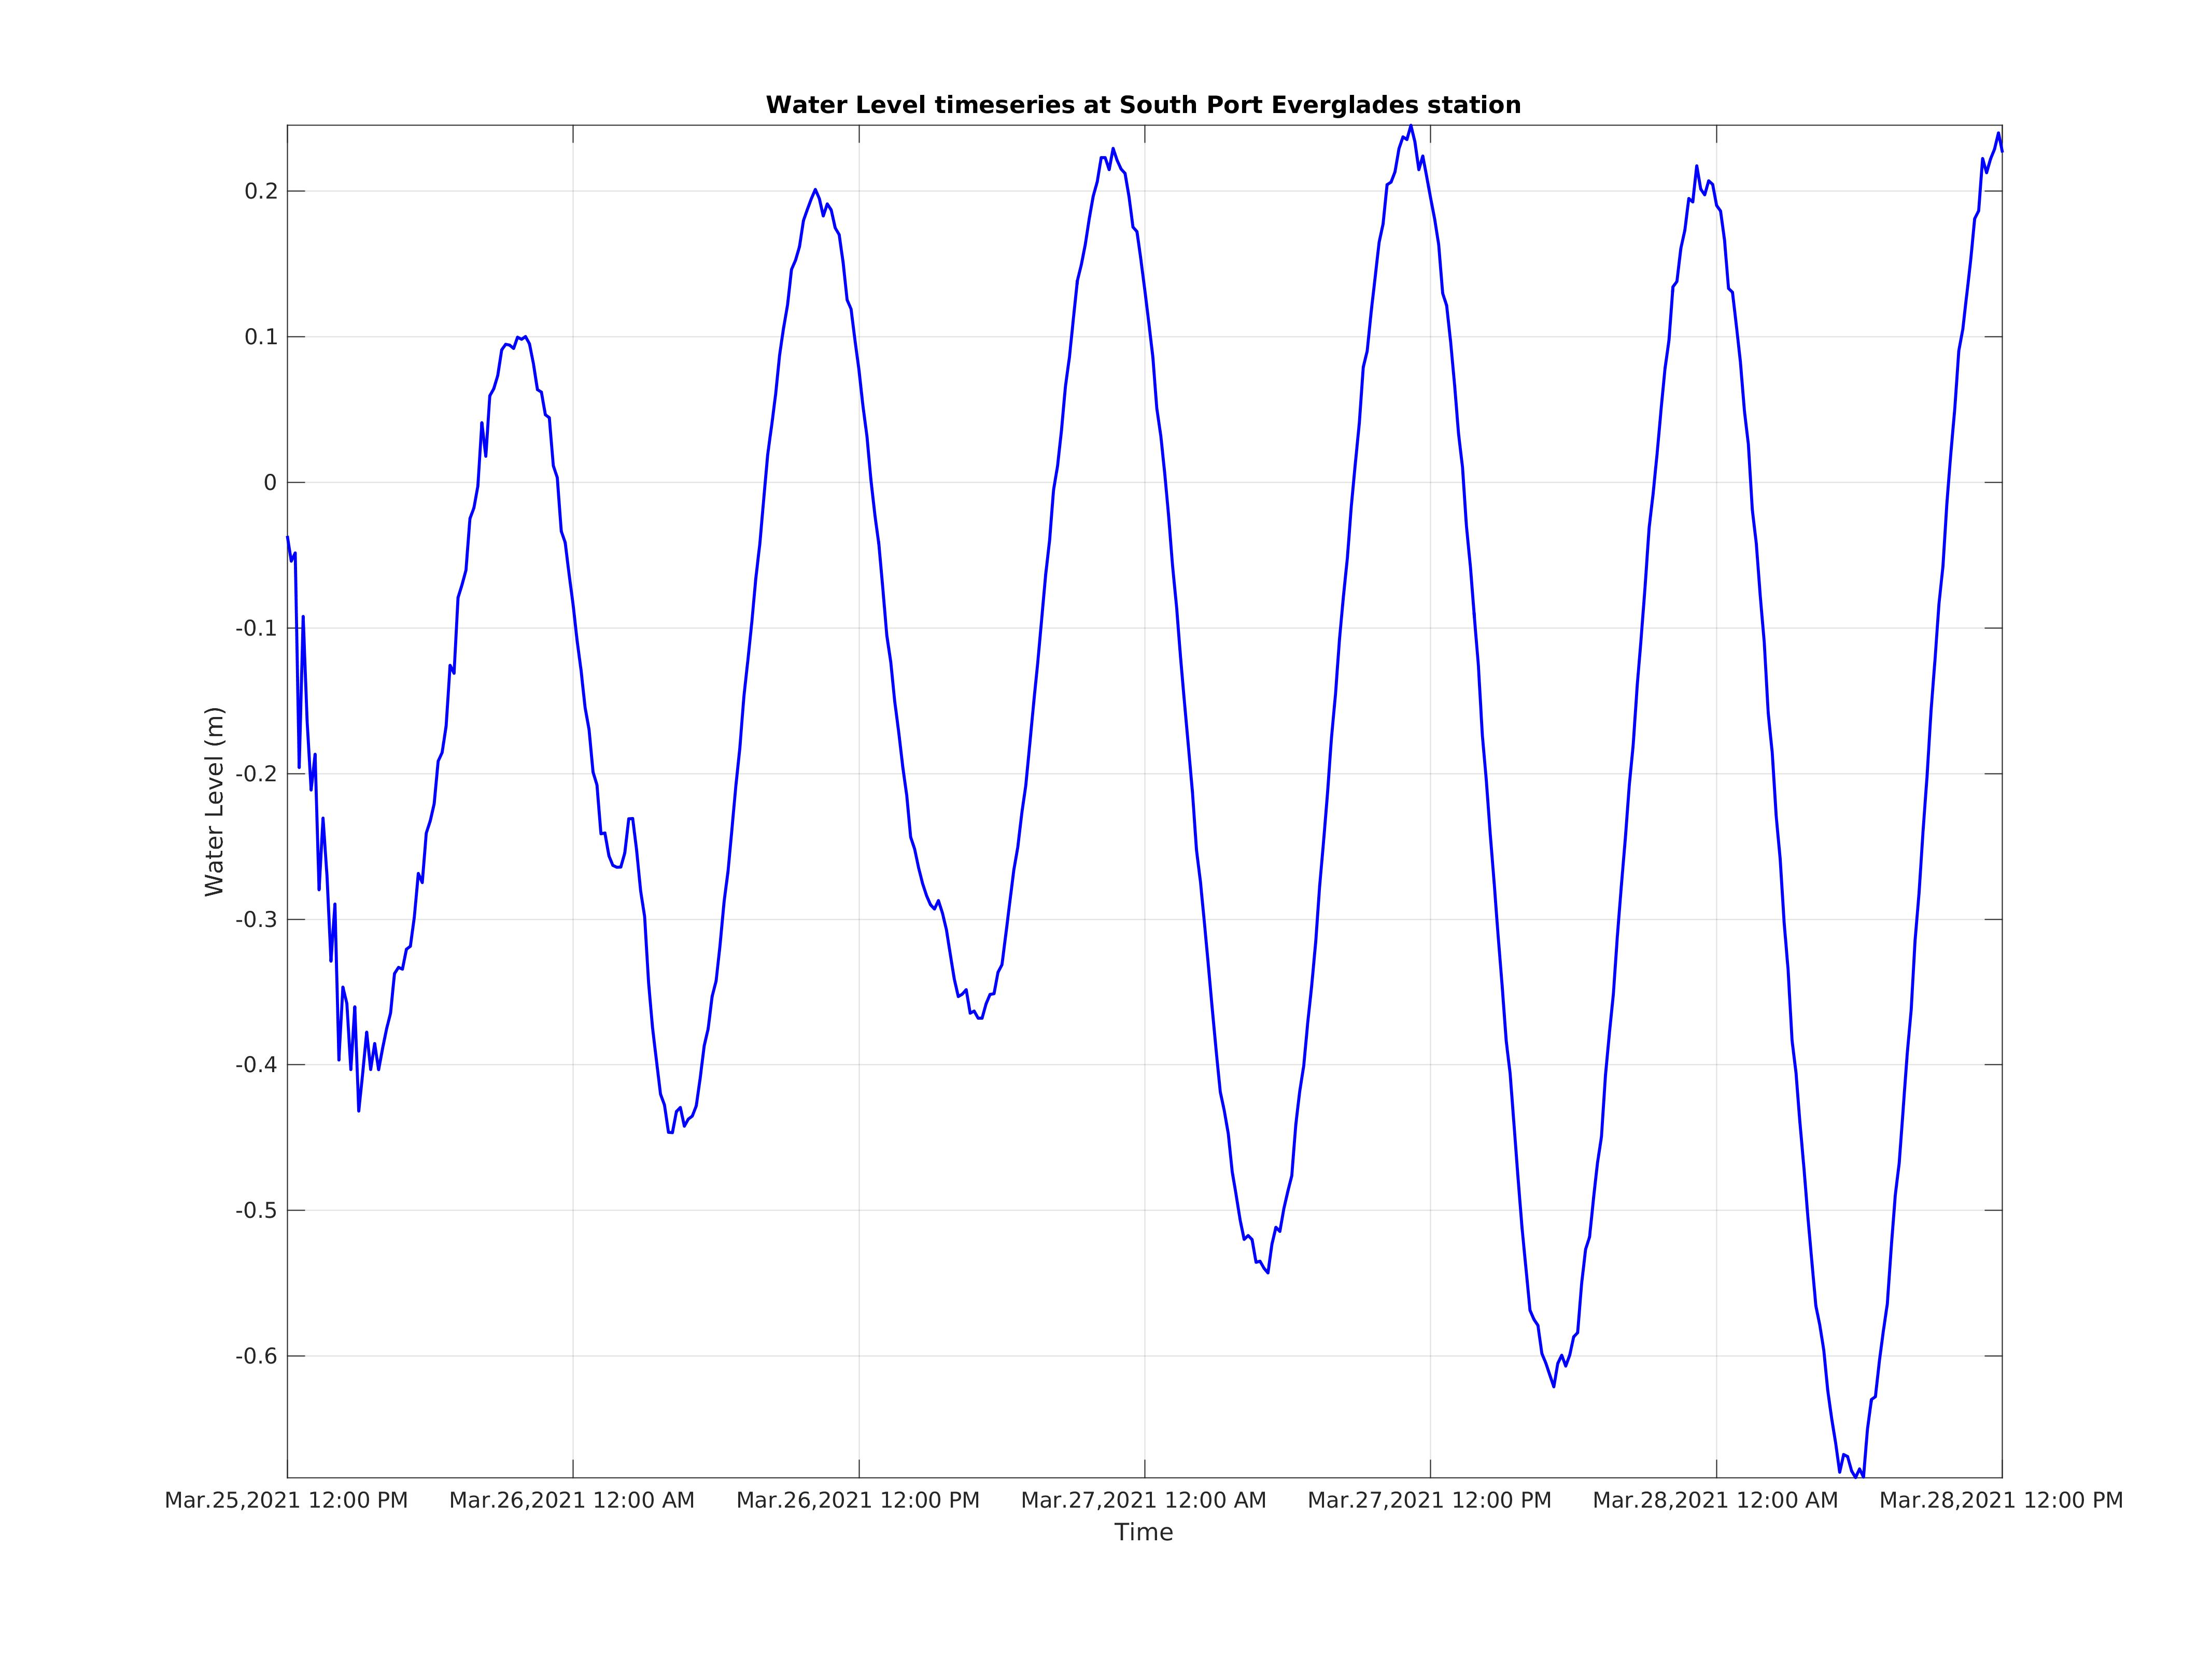 Water Level timeseries at South Port Everglades station
0.2
0.1
0
-0.1
-0.2
-0.3
-0.4
-0.5
-0.6
Water Level (m)
Mar.25,2021 12:00 PM Mar.26,2021 12:00 AM Mar.26,2021 12:00 PM Mar.27,2021 12:00 AM Mar.27,2021 12:00 PM Mar.28,2021 12:00 AM Mar.28,2021 12:00 PM
Time